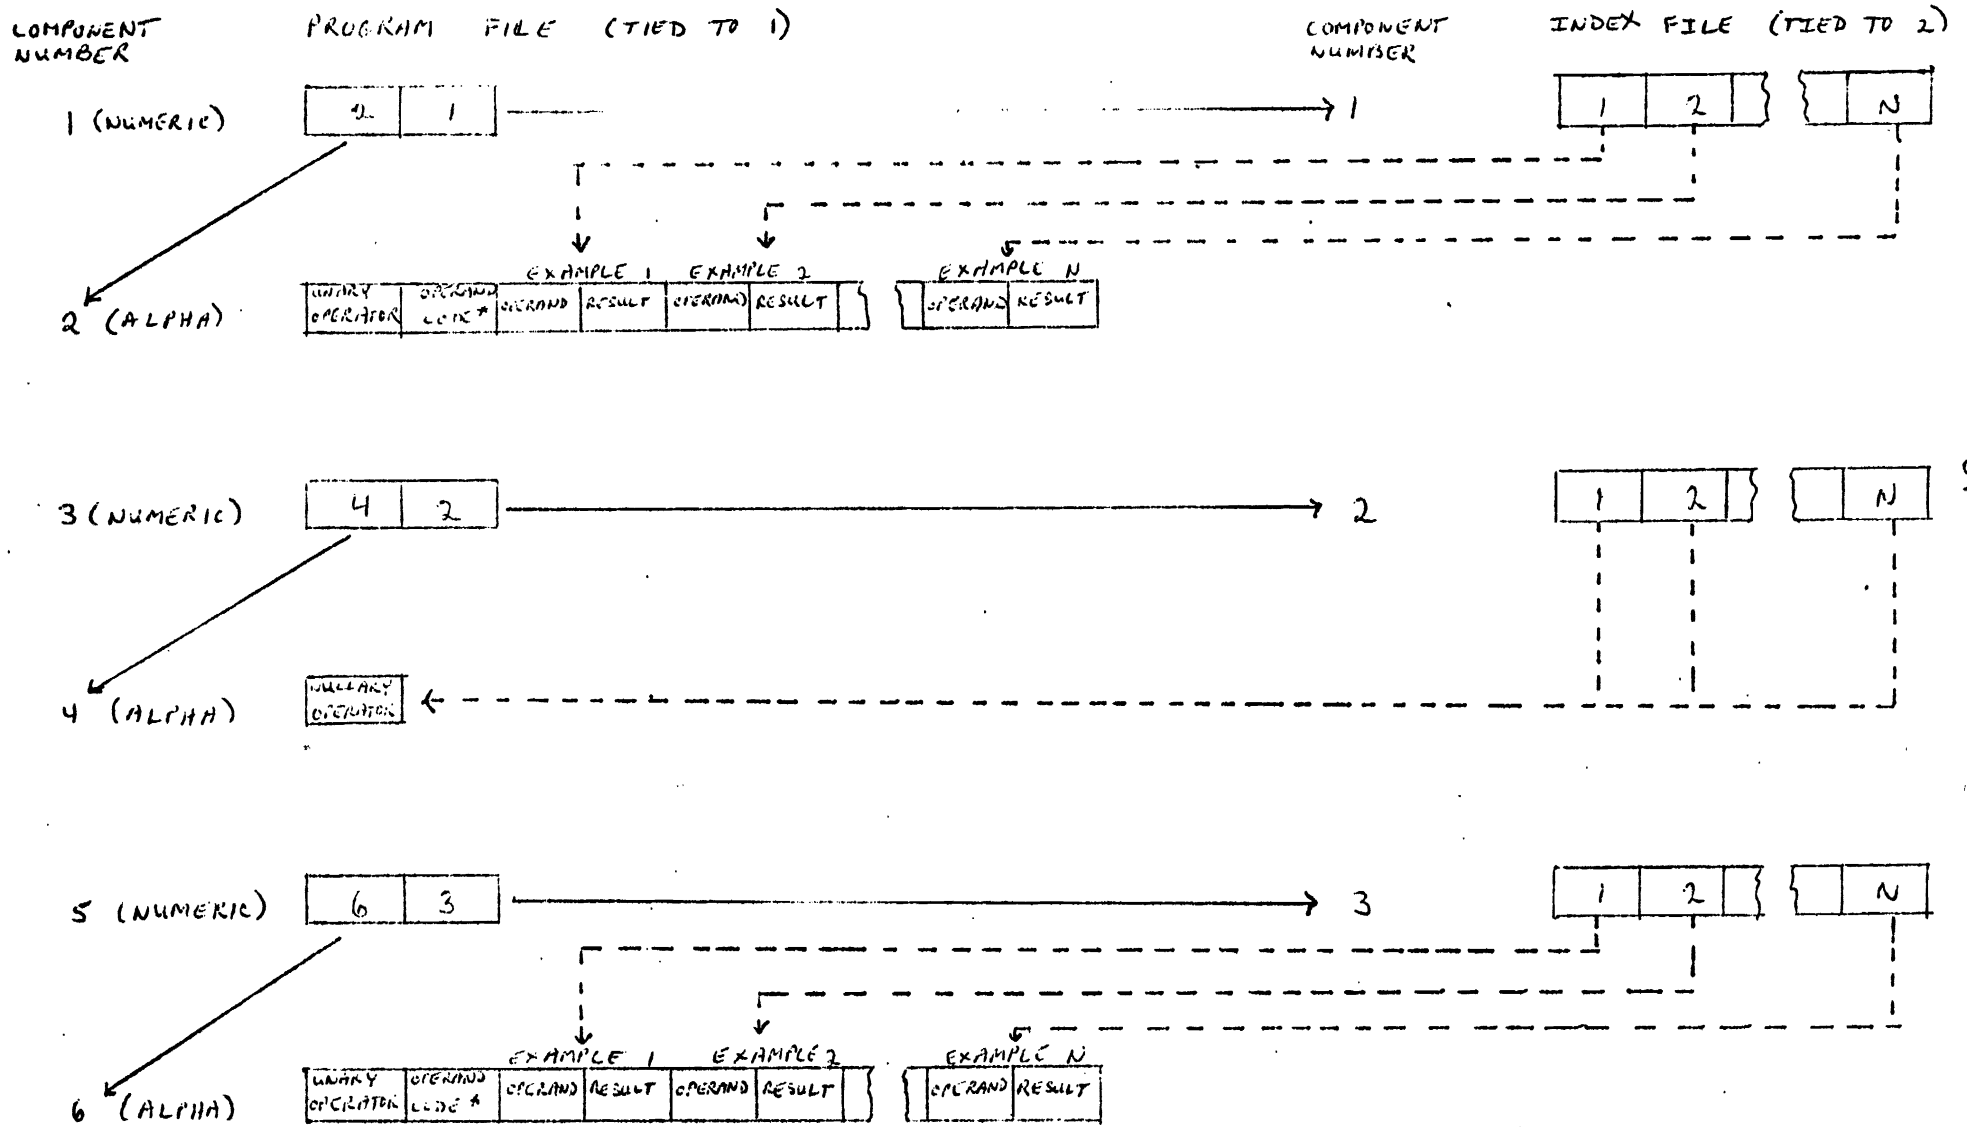 COMPONENT NUMBER
PROGRAM FILE (TIED TO 1)
COMPONENT NUMBER
INDEX FILE (TIED TO 2)
1 (NUMERIC) 2 1 1 1 2 N
EXAMPLE 1 EXAMPLE 2 EXAMPLE N
2 (ALPHA) UNARY OPERATOR OPERAND CODE* OPERAND RESULT OPERAND RESULT OPERAND RESULT
3 (NUMERIC) 4 2 2 1 2 N
4 (ALPHA) NULLARY OPERATOR
5 (NUMERIC) 6 3 3 1 2 N
EXAMPLE 1 EXAMPLE 2 EXAMPLE N
6 (ALPHA) UNARY OPERATOR OPERAND CODE* OPERAND RESULT OPERAND RESULT OPERAND RESULT